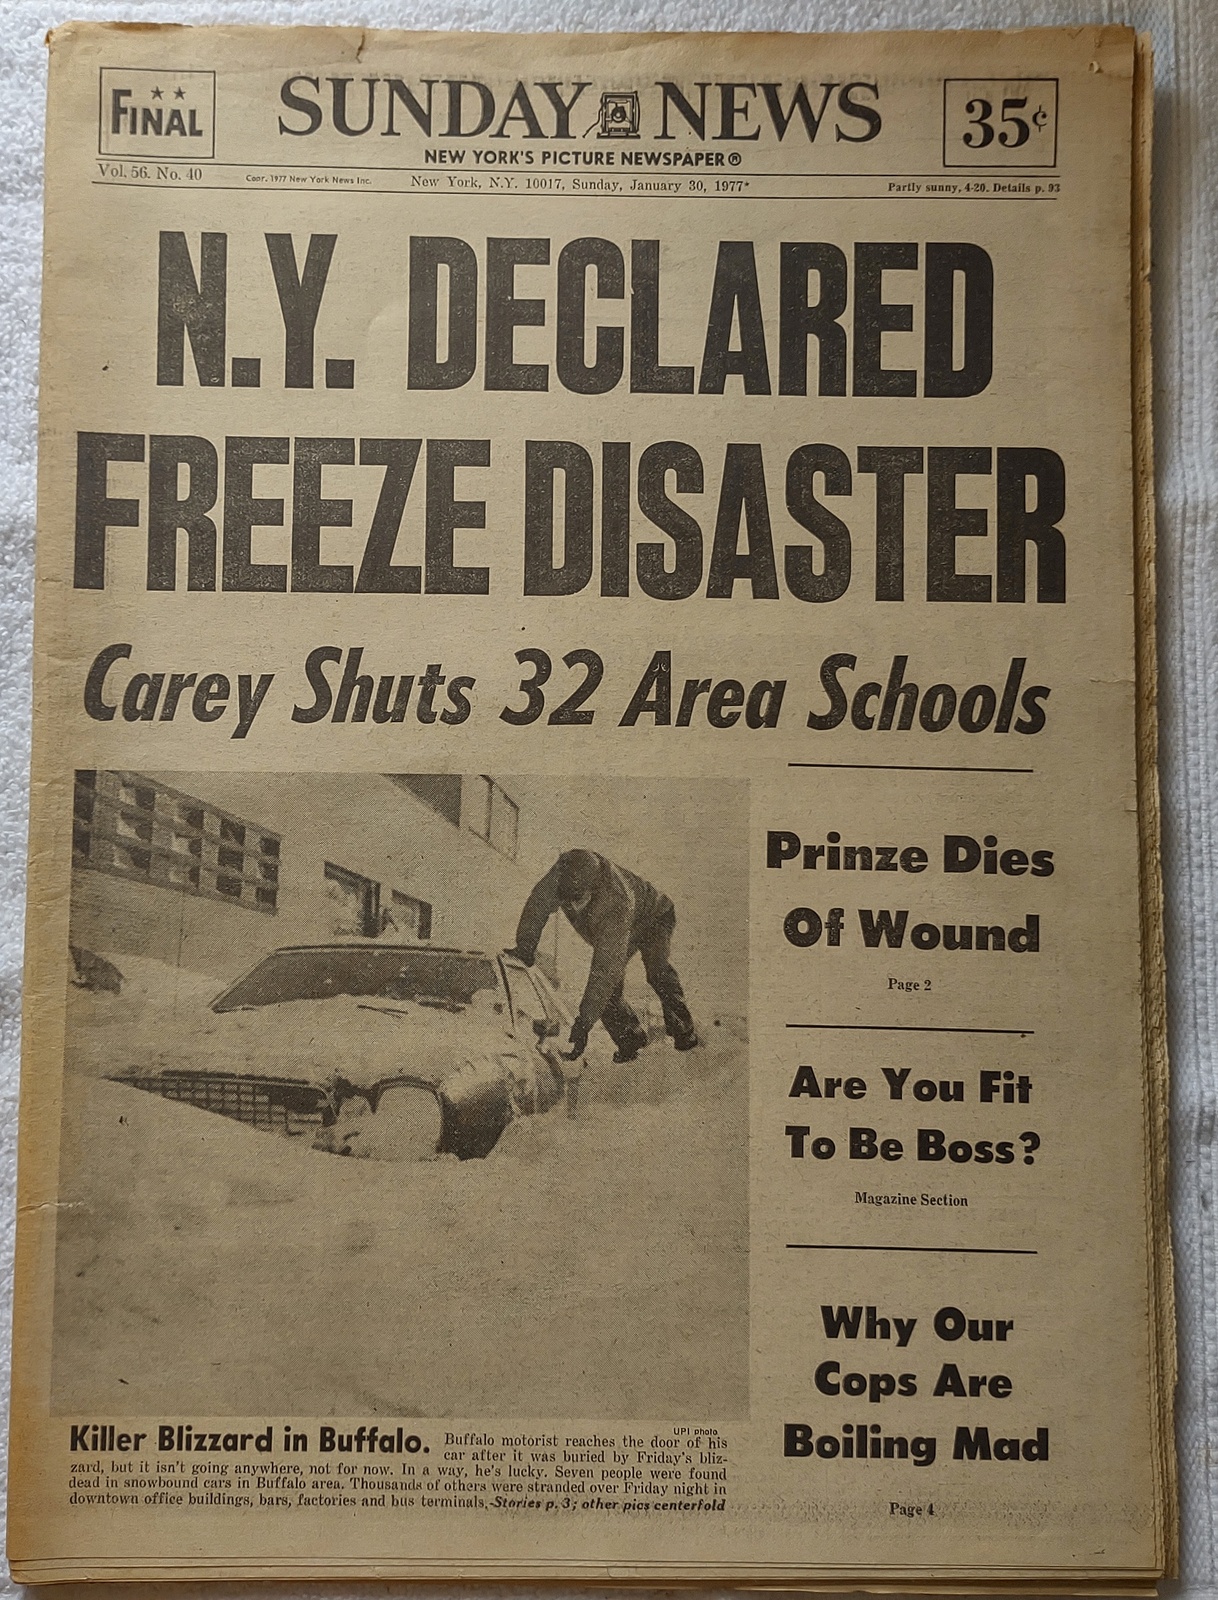 ★ ★
FINAL
SUNDAY NEWS
35¢
NEW YORK'S PICTURE NEWSPAPER®
Vol. 56. No. 40
Copr. 1977 New York News Inc.
New York, N.Y. 10017, Sunday, January 30, 1977*
Partly sunny, 4-20. Details p. 93
N.Y. DECLARED
FREEZE DISASTER
Carey Shuts 32 Area Schools
Prinze Dies
Of Wound
Page 2
Are You Fit
To Be Boss?
Magazine Section
Why Our
Cops Are
Boiling Mad
Page 4
UPI photo
Killer Blizzard in Buffalo. Buffalo motorist reaches the door of his
car after it was buried by Friday's bliz-
zard, but it isn't going anywhere, not for now. In a way, he's lucky. Seven people were found
dead in snowbound cars in Buffalo area. Thousands of others were stranded over Friday night in
downtown office buildings, bars, factories and bus terminals.-Stories p. 3; other pics centerfold